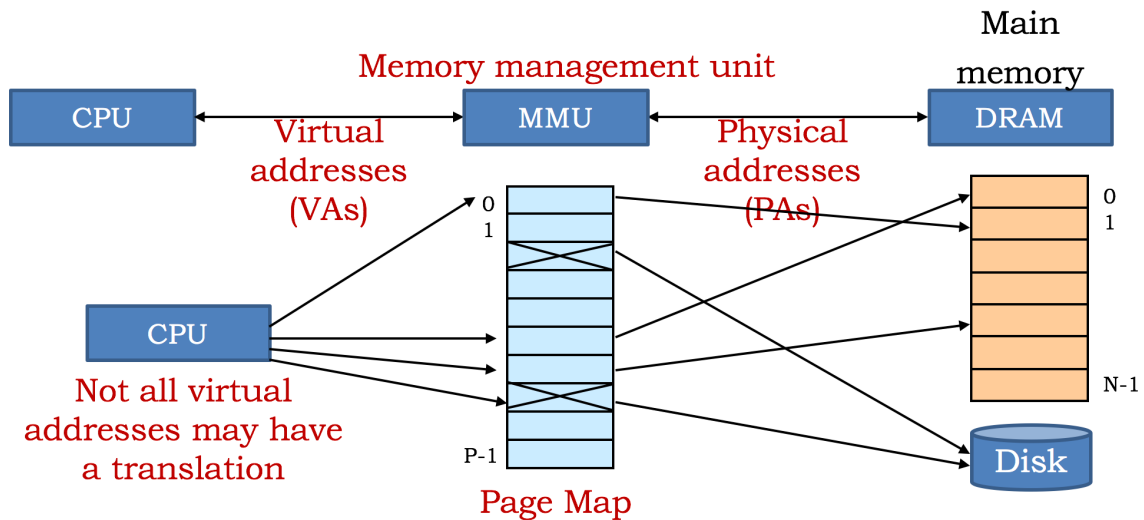 Main
memory
Memory management unit
CPU
MMU
DRAM
Virtual
addresses
(VAs)
Physical
addresses
(PAs)
0
1
0
1
CPU
Not all virtual
addresses may have
a translation
N-1
P-1
Disk
Page Map